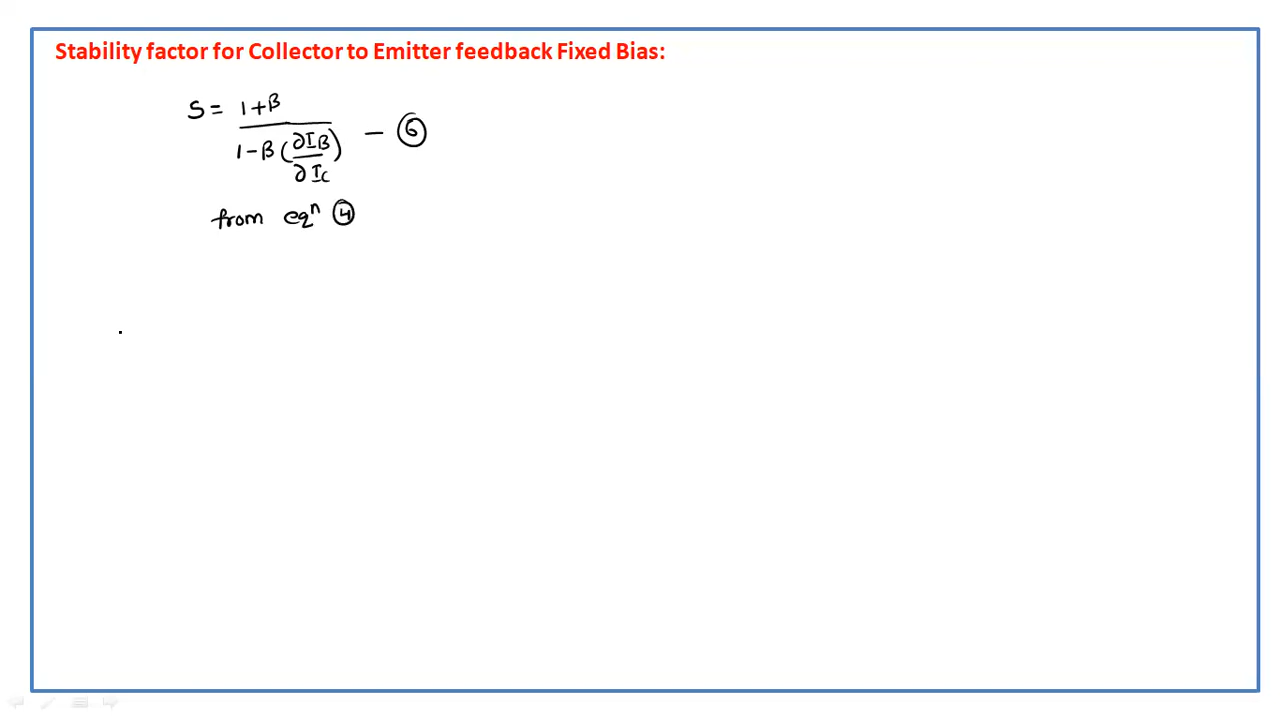 Stability factor for Collector to Emitter feedback Fixed Bias:
S = 1+β
1-β (∂IB) - ⑥
∂IC
from eqⁿ ④